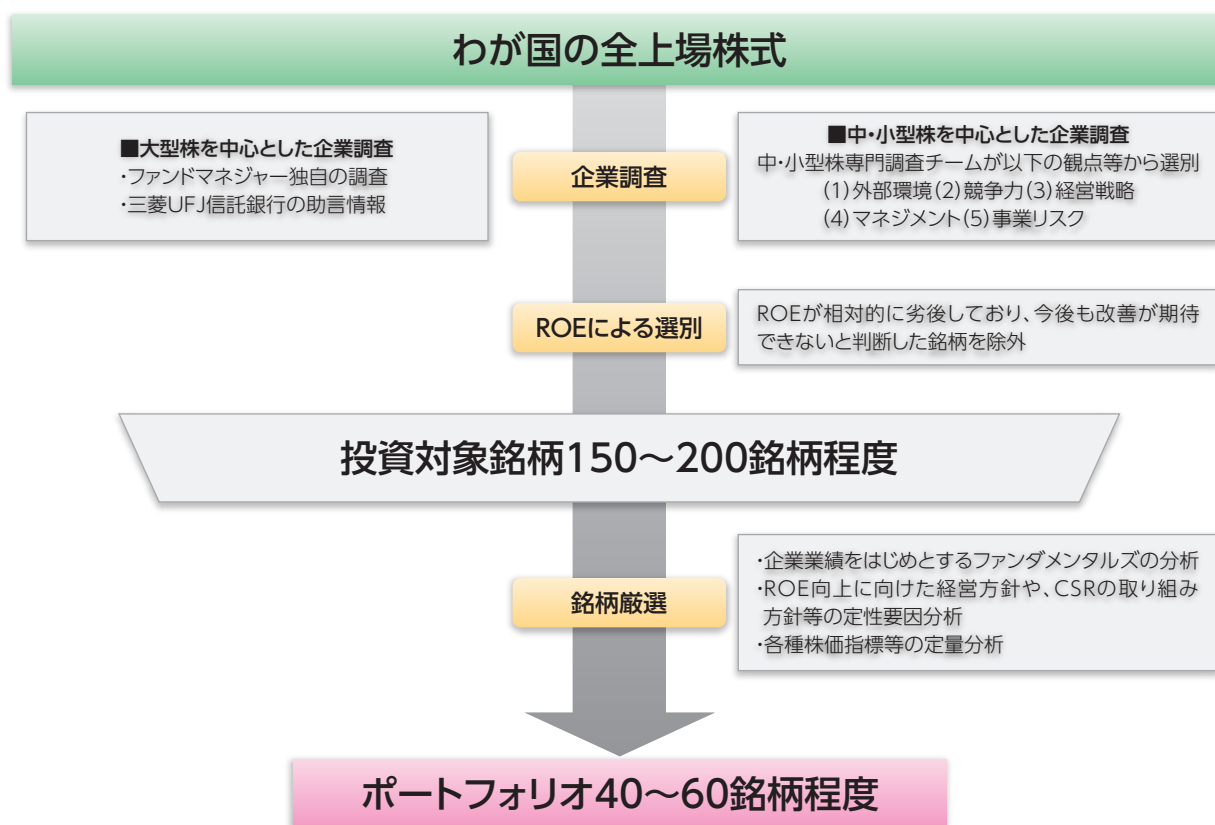 わが国の全上場株式
■大型株を中心とした企業調査
・ファンドマネジャー独自の調査
・三菱UFJ信託銀行の助言情報
企業調査
■中・小型株を中心とした企業調査
中・小型株専門調査チームが以下の観点等から選別
(1)外部環境(2)競争力(3)経営戦略
(4)マネジメント(5)事業リスク
ROEによる選別
ROEが相対的に劣後しており、今後も改善が期待
できないと判断した銘柄を除外
投資対象銘柄150〜200銘柄程度
銘柄厳選
・企業業績をはじめとするファンダメンタルズの分析
・ROE向上に向けた経営方針や、CSRの取り組み
方針等の定性要因分析
・各種株価指標等の定量分析
ポートフォリオ40〜60銘柄程度